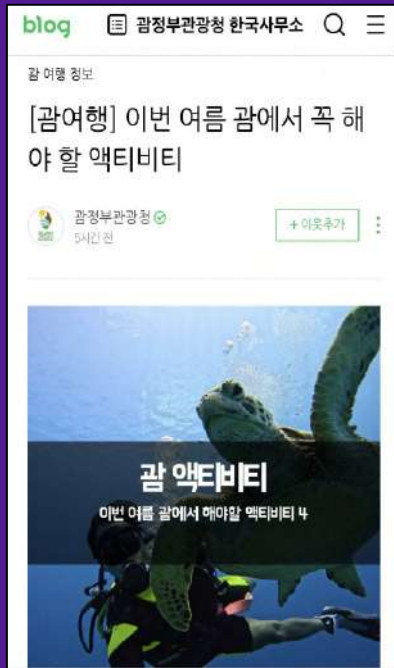 blog 괌정부관광청 한국사무소
괌 여행 정보
[괌여행] 이번 여름 괌에서 꼭 해
야 할 액티비티
괌정부관광청
5시간 전
+이웃추가
괌 액티비티
이번 여름 괌에서 해야할 액티비티 4